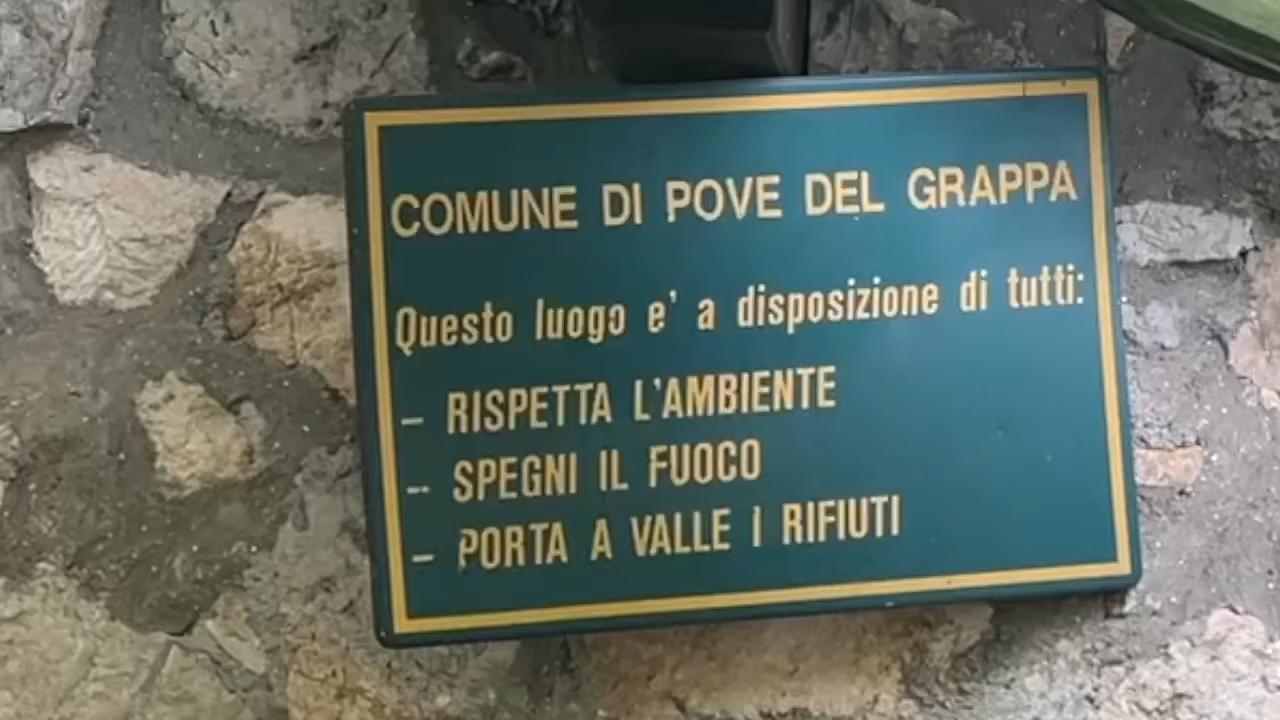 COMUNE DI POVE DEL GRAPPA
Questo luogo e' a disposizione di tutti:
- RISPETTA L'AMBIENTE
- SPEGNI IL FUOCO
- PORTA A VALLE I RIFIUTI